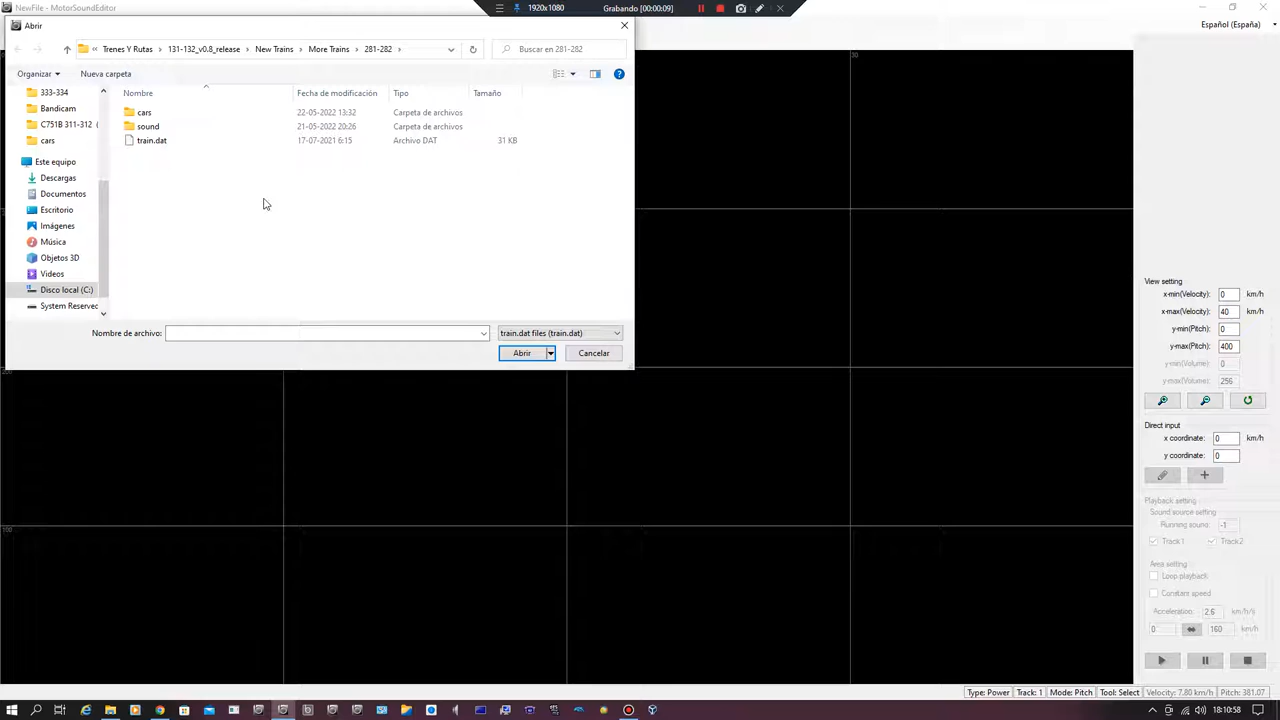 NewFile - MotorSoundEditor
1920x1080
Grabando [00:00:09]
Español (España)
Abrir
Trenes Y Rutas
131-132_v0.8_release
New Trains
More Trains
281-282
Buscar en 281-282
Organizar
Nueva carpeta
Nombre
Fecha de modificación
Tipo
Tamaño
333-334
cars
22-05-2022 13:32
Carpeta de archivos
Bandicam
sound
21-05-2022 20:26
Carpeta de archivos
C751B 311-312 (
train.dat
17-07-2021 6:15
Archivo DAT
31 KB
cars
Este equipo
Descargas
Documentos
Escritorio
Imágenes
Música
Objetos 3D
Videos
Disco local (C:)
System Reserved
Nombre de archivo:
train.dat files (train.dat)
Abrir
Cancelar
30
100
View setting
x-min(Velocity): 0 km/h
x-max(Velocity): 40 km/h
y-min(Pitch): 0
y-max(Pitch): 400
y-min(Volume): 0
y-max(Volume): 256
Direct input
x coordinate: 0 km/h
y coordinate: 0
Playback setting
Sound source setting
Running sound: -1
Track1
Track2
Area setting
Loop playback
Constant speed
Acceleration: 2.6 km/h/s
0
160 km/h
Type: Power
Track: 1
Mode: Pitch
Tool: Select
Velocity: 7.80 km/h
Pitch: 381.07
18:10:58